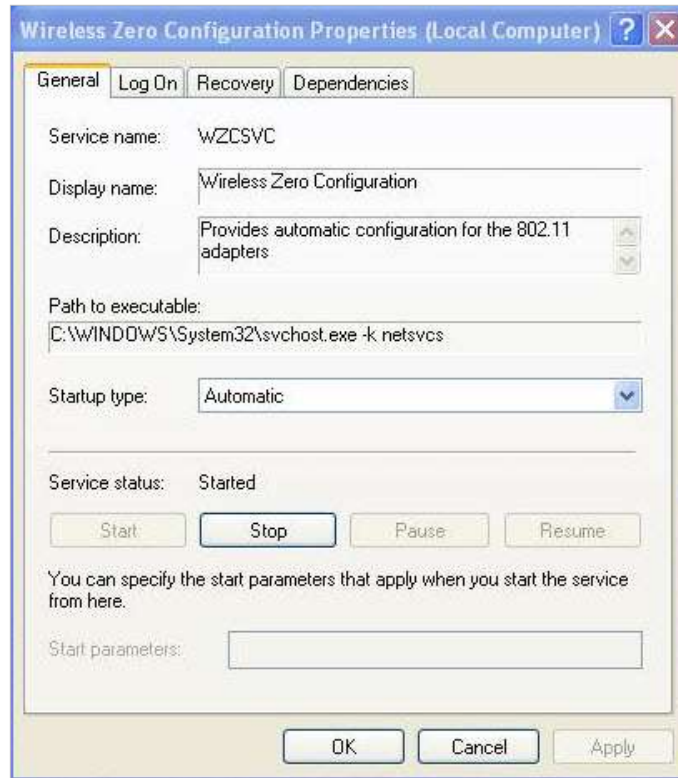 Wireless Zero Configuration Properties (Local Computer)
General Log On Recovery Dependencies
Service name: WZCSVC
Display name: Wireless Zero Configuration
Description: Provides automatic configuration for the 802.11
adapters
Path to executable:
C:\WINDOWS\System32\svchost.exe -k netsvcs
Startup type: Automatic
Service status: Started
Start Stop Pause Resume
You can specify the start parameters that apply when you start the service
from here.
Start parameters:
OK Cancel Apply